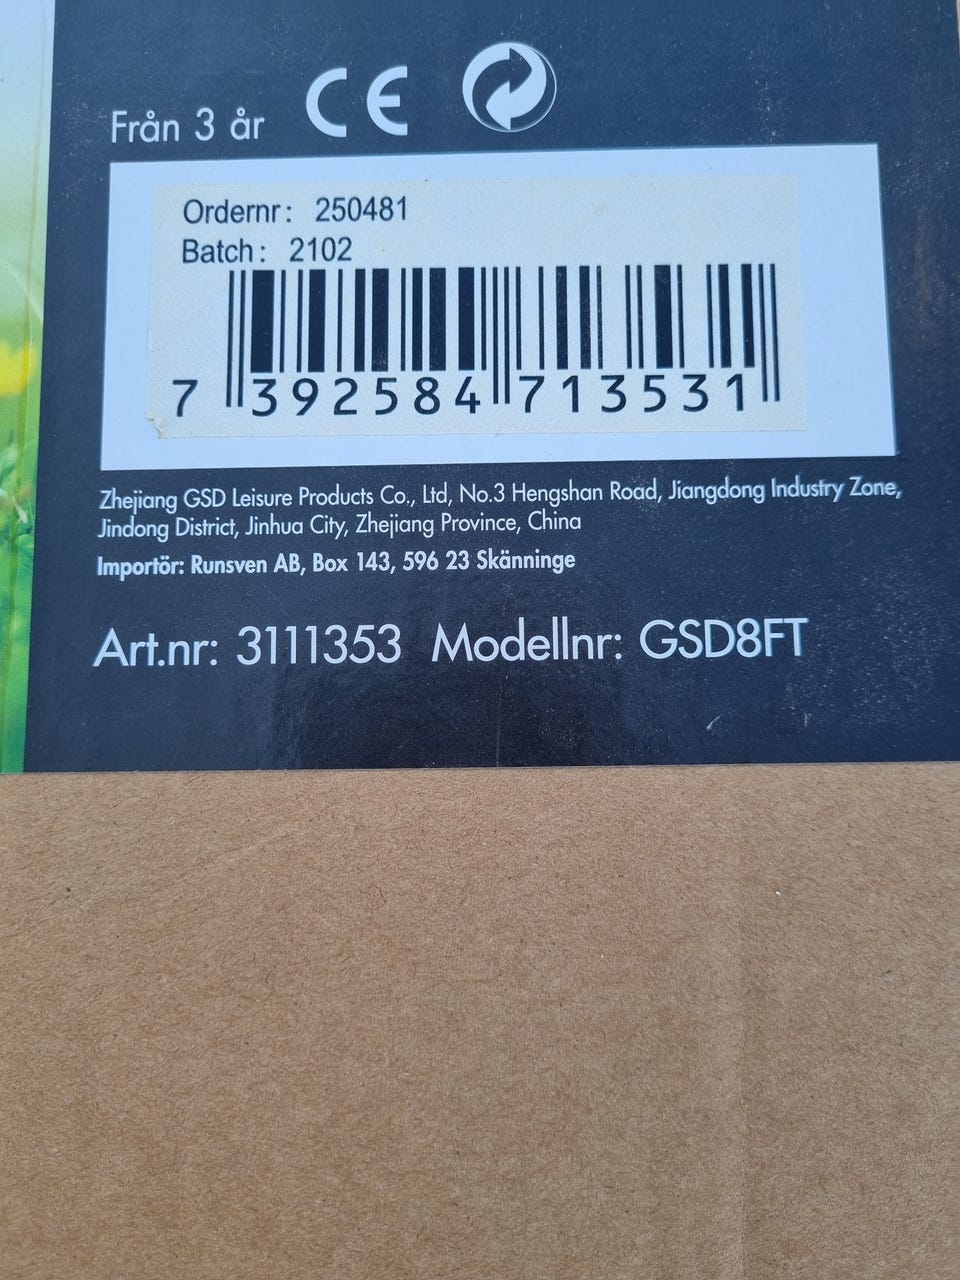 Från 3 år CE
Ordernr: 250481
Batch: 2102
7 392584 713531
Zhejiang GSD Leisure Products Co., Ltd, No.3 Hengshan Road, Jiangdong Industry Zone,
Jindong District, Jinhua City, Zhejiang Province, China
Importör: Runsven AB, Box 143, 596 23 Skänninge
Art.nr: 3111353 Modellnr: GSD8FT